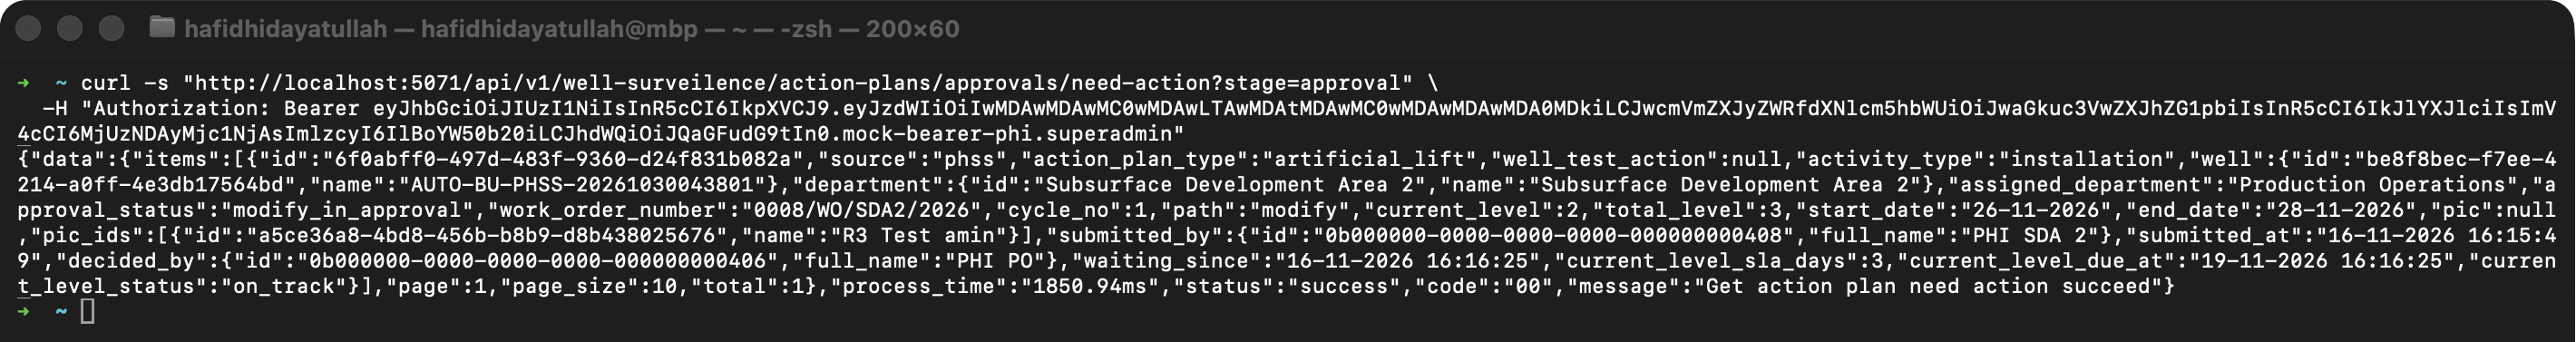 hafidhidayatullah — hafidhidayatullah@mbp — ~ — -zsh — 200×60
➜  ~ curl -s "http://localhost:5071/api/v1/well-surveilence/action-plans/approvals/need-action?stage=approval" \
  -H "Authorization: Bearer eyJhbGciOiJIUzI1NiIsInR5cCI6IkpXVCJ9.eyJzdWIiOiIwMDAwMDAwMC0wMDAwLTAwMDAtMDAwMC0wMDAwMDAwMDA0MDkiLCJwcmVmZXJyZWRfdXNlcm5hbWUiOiJwaGkuc3VwZXJhZG1pbiIsInR5cCI6IkJlYXJlciIsImV
4cCI6MjUzNDAyMjc1NjAsImlzcyI6IlBoYW50b20iLCJhdWQiOiJQaGFudG9tIn0.mock-bearer-phi.superadmin"
{"data":{"items":[{"id":"6f0abff0-497d-483f-9360-d24f831b082a","source":"phss","action_plan_type":"artificial_lift","well_test_action":null,"activity_type":"installation","well":{"id":"be8f8bec-f7ee-4
214-a0ff-4e3db17564bd","name":"AUTO-BU-PHSS-20261030043801"},"department":{"id":"Subsurface Development Area 2","name":"Subsurface Development Area 2"},"assigned_department":"Production Operations","a
pproval_status":"modify_in_approval","work_order_number":"0008/WO/SDA2/2026","cycle_no":1,"path":"modify","current_level":2,"total_level":3,"start_date":"26-11-2026","end_date":"28-11-2026","pic":null
,"pic_ids":[{"id":"a5ce36a8-4bd8-456b-b8b9-d8b438025676","name":"R3 Test amin"}],"submitted_by":{"id":"0b000000-0000-0000-0000-000000000408","full_name":"PHI SDA 2"},"submitted_at":"16-11-2026 16:15:4
9","decided_by":{"id":"0b000000-0000-0000-0000-000000000406","full_name":"PHI PO"},"waiting_since":"16-11-2026 16:16:25","current_level_sla_days":3,"current_level_due_at":"19-11-2026 16:16:25","curren
t_level_status":"on_track"}],"page":1,"page_size":10,"total":1},"process_time":"1850.94ms","status":"success","code":"00","message":"Get action plan need action succeed"}
➜  ~